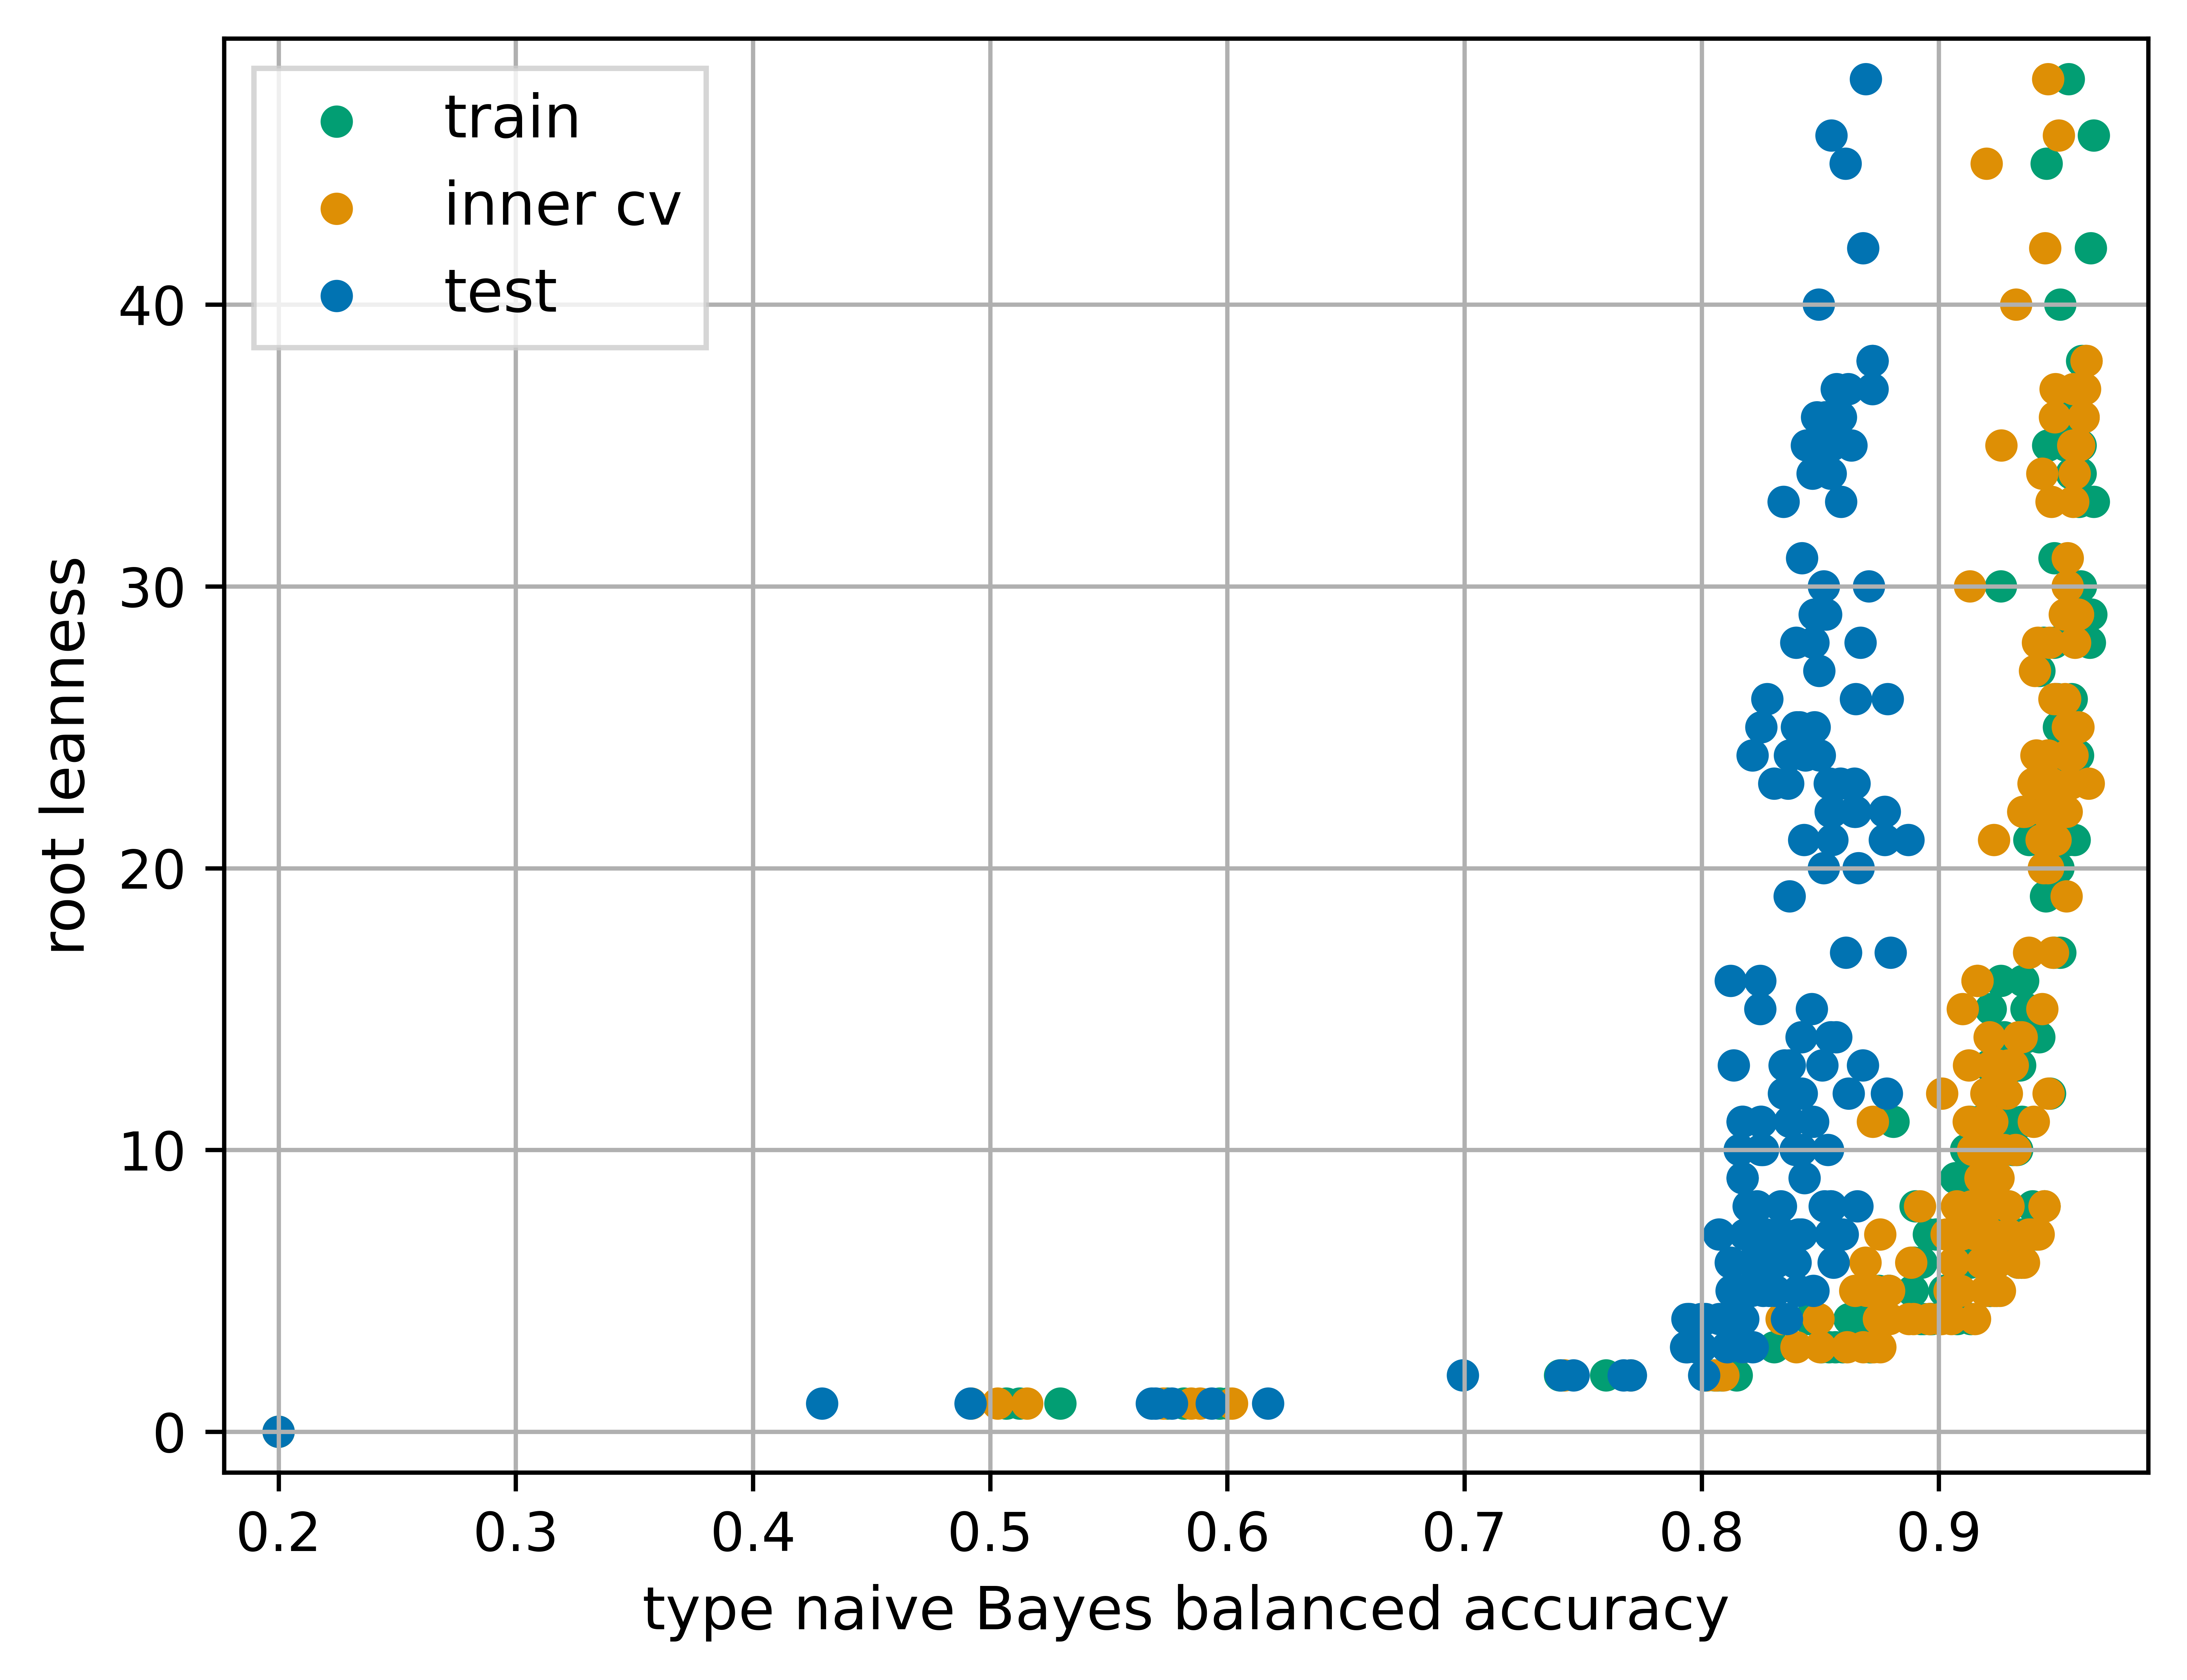 train
inner cv
test
40
30
20
10
0
root leanness
0.2 0.3 0.4 0.5 0.6 0.7 0.8 0.9
type naive Bayes balanced accuracy